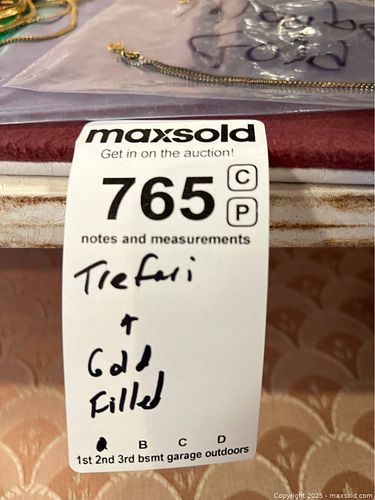 Gold
maxsold
Get in on the auction!
765
C
P
notes and measurements
Trefari
+
Gold
Filled
B C D
1st 2nd 3rd bsmt garage outdoors
Copyright 2025 - maxsold.com